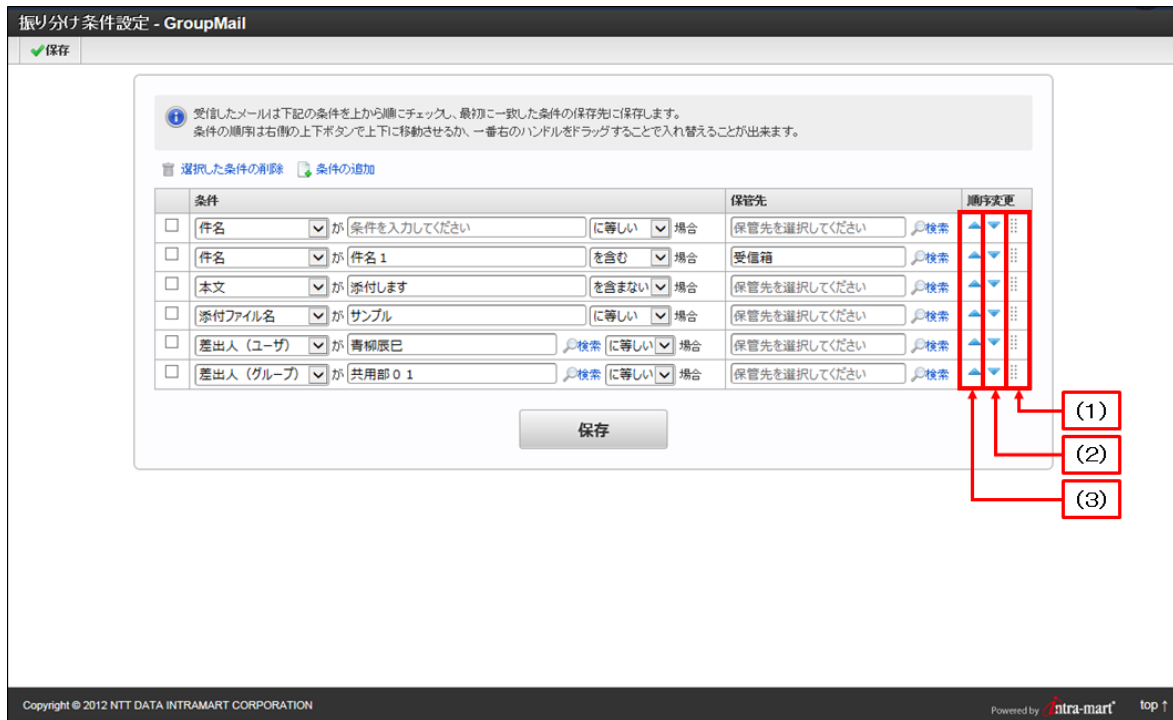 振り分け条件設定 - GroupMail
保存
受信したメールは下記の条件を上から順にチェックし、最初に一致した条件の保存先に保存します。
条件の順序は右側の上下ボタンで上下に移動させるか、一番右のハンドルをドラッグすることで入れ替えることが出来ます。
選択した条件の削除 条件の追加
条件 保管先 順序変更
件名 が 条件を入力してください に等しい 場合 保管先を選択してください 検索
件名 が 件名１ を含む 場合 受信箱 検索
本文 が 添付します を含まない 場合 保管先を選択してください 検索
添付ファイル名 が サンプル に等しい 場合 保管先を選択してください 検索
差出人（ユーザ） が 青柳辰巳 検索 に等しい 場合 保管先を選択してください 検索
差出人（グループ） が 共用部０１ 検索 に等しい 場合 保管先を選択してください 検索
保存
(1)
(2)
(3)
Copyright © 2012 NTT DATA INTRAMART CORPORATION
Powered by intra-mart top ↑